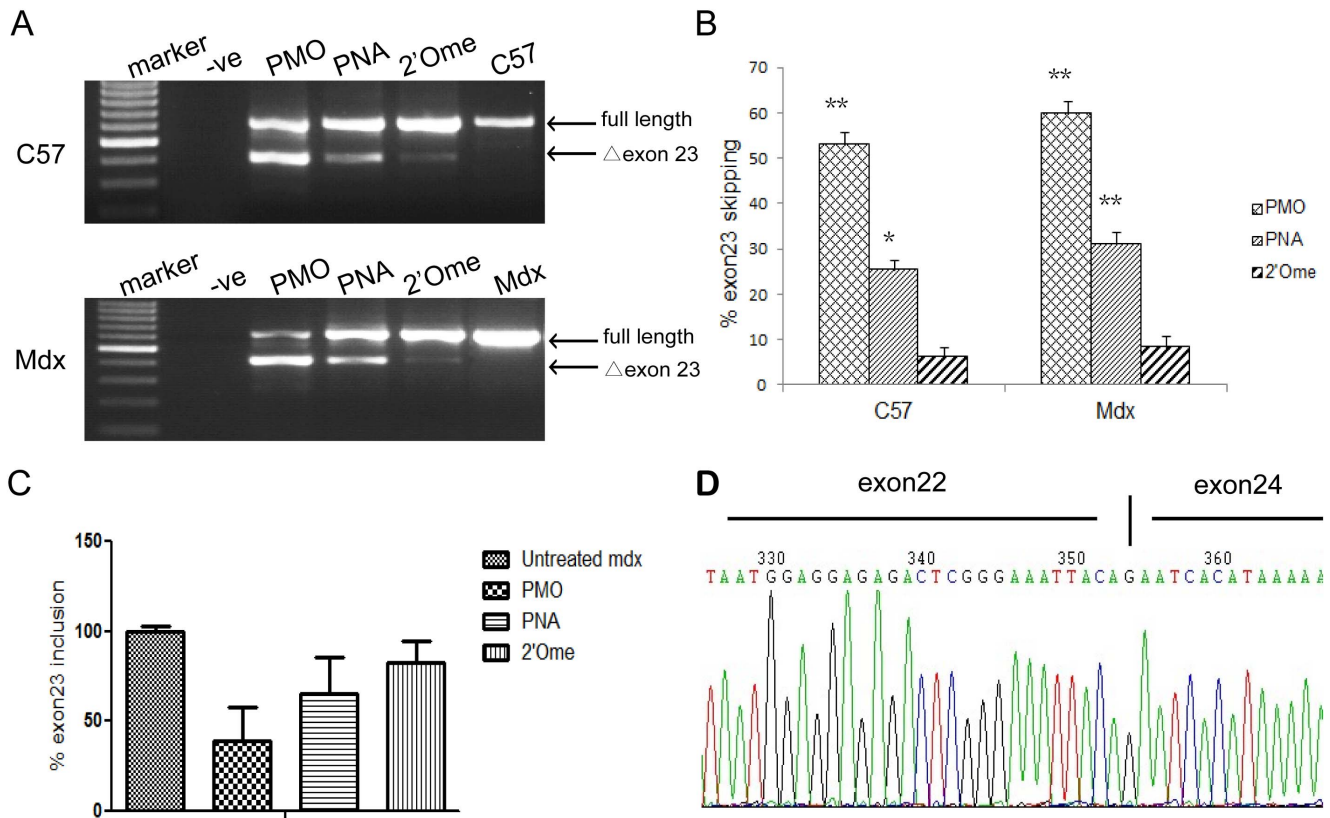 A
marker -ve PMO PNA 2'Ome C57
C57
full length
△exon 23
marker -ve PMO PNA 2'Ome Mdx
Mdx
full length
△exon 23
B
% exon23 skipping
70
60
50
40
30
20
10
0
**
*
**
**
C57
Mdx
PMO
PNA
2'Ome
C
% exon23 inclusion
150
100
50
0
Untreated mdx
PMO
PNA
2'Ome
D
exon22
exon24
330 340 350 360
TAATGGAGGAGAGACTCGGGAAATTACAGAATCACATAAAAA